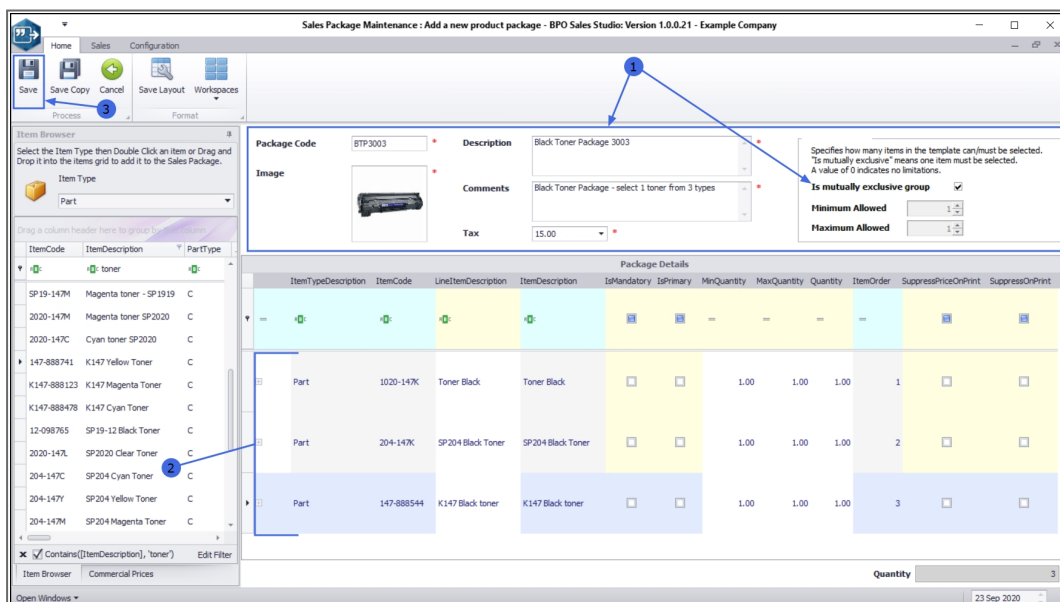 Sales Package Maintenance : Add a new product package - BPO Sales Studio: Version 1.0.0.21 - Example Company
Home Sales Configuration
Save Save Copy Cancel Save Layout Workspaces
3
Process Format
1
Item Browser
Select the Item Type then Double Click an item or Drag and
Drop it into the items grid to add it to the Sales Package.
Item Type
Part
Drag a column header here to group by that column
ItemCode ItemDescription PartType
toner
SP19-147M Magenta toner - SP1919 C
2020-147M Magenta toner SP2020 C
2020-147C Cyan toner SP2020 C
147-888741 K147 Yellow Toner C
K147-888123 K147 Magenta Toner C
K147-888478 K147 Cyan Toner C
12-098765 SP19-12 Black Toner C
2020-147L SP2020 Clear Toner C
204-147C SP204 Cyan Toner C
204-147Y SP204 Yellow Toner C
204-147M SP204 Magenta Toner C
2
Contains([ItemDescription], 'toner') Edit Filter
Item Browser Commercial Prices
Package Code BTP3003 * Description Black Toner Package 3003 *
Image * Comments Black Toner Package - select 1 toner from 3 types *
Tax 15.00 *
Specifies how many items in the template can/must be selected.
"Is mutually exclusive" means one item must be selected.
A value of 0 indicates no limitations.
Is mutually exclusive group
Minimum Allowed 1
Maximum Allowed 1
Package Details
ItemTypeDescription ItemCode LineItemDescription ItemDescription IsMandatory IsPrimary MinQuantity MaxQuantity Quantity ItemOrder SuppressPriceOnPrint SuppressOnPrint
= = = = =
Part 1020-147K Toner Black Toner Black 1.00 1.00 1.00 1
Part 204-147K SP204 Black Toner SP204 Black Toner 1.00 1.00 1.00 2
Part 147-888544 K147 Black toner K147 Black toner 1.00 1.00 1.00 3
Quantity 3
Open Windows 23 Sep 2020